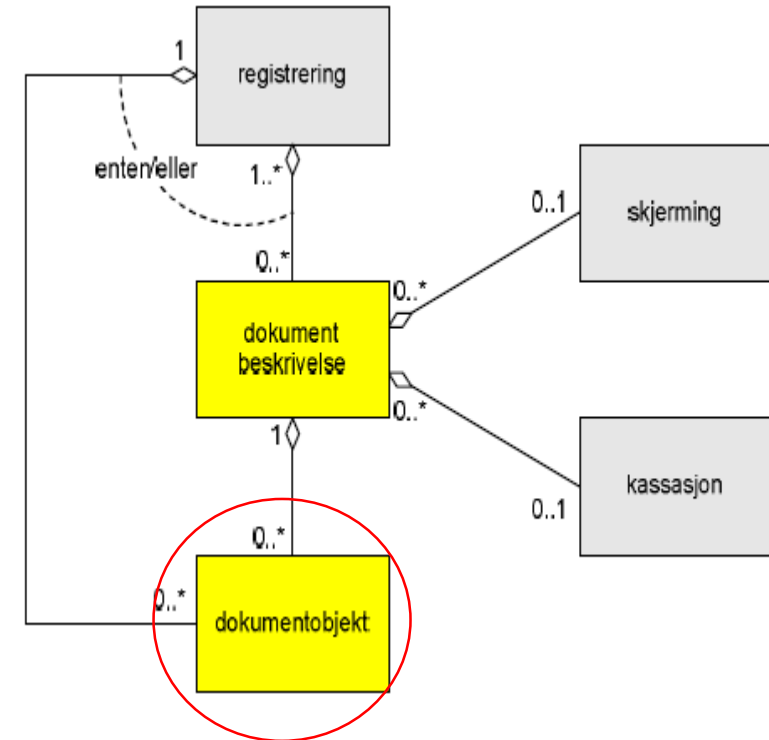 1
registrering
enten/eller
1..*
0..1
skjerming
0..*
0..*
dokument
beskrivelse
0..*
1
kassasjon
0..1
0..*
0..*
dokumentobjekt